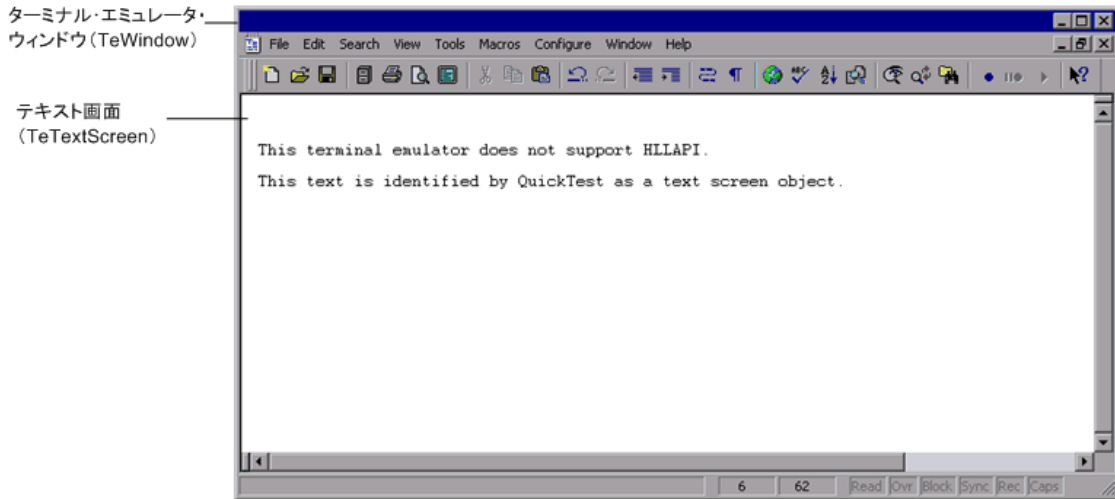 ターミナル・エミュレータ・
ウィンドウ(TeWindow)
File Edit Search View Tools Macros Configure Window Help
テキスト画面
(TeTextScreen)
This terminal emulator does not support HLLAPI.
This text is identified by QuickTest as a text screen object.
6 62 Read Ovr Block Sync Rec Caps